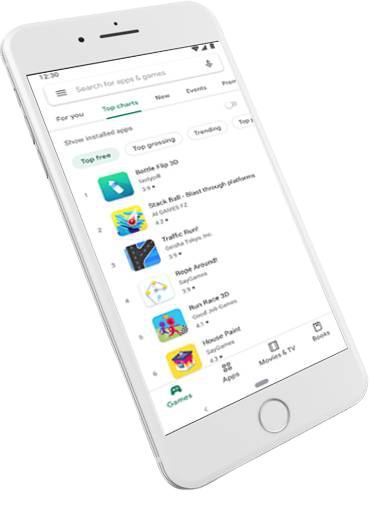 12:30
Search for apps & games
For you Top charts New Events Prem
Show installed apps
Top free Top grossing Trending Top p
1 Bottle Flip 3D
tastypill
3.9 ★
2 Stack Ball - Blast through platforms
AI GAMES FZ
4.2 ★
3 Traffic Run!
Geisha Tokyo, Inc.
3.9 ★
4 Rope Around!
SayGames
3.9 ★
5 Run Race 3D
Good Job Games
4.1 ★
6 House Paint
SayGames
4.3 ★
Games Apps Movies & TV Books